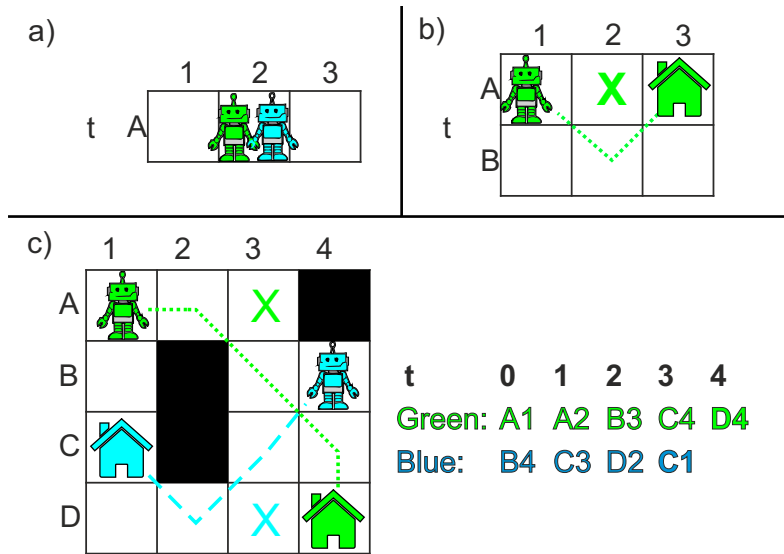 a)
1 2 3
t A
b)
1 2 3
A X
t
B
c)
1 2 3 4
A X
B
C
D X
t 0 1 2 3 4
Green: A1 A2 B3 C4 D4
Blue: B4 C3 D2 C1